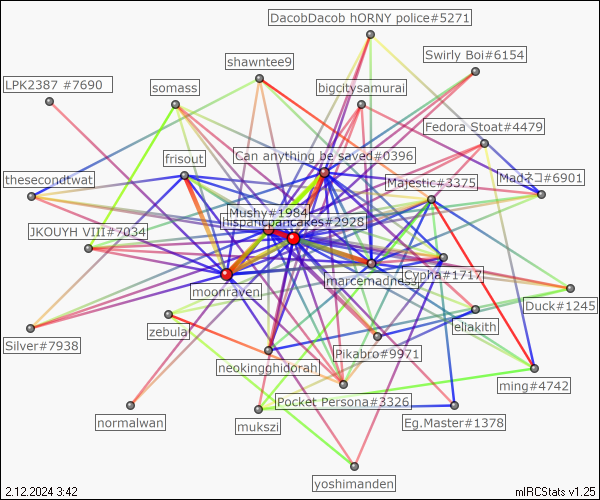 DacobDacob hORNY police#5271
Swirly Boi#6154
shawntee9
LPK2387 #7690
somass
bigcitysamurai
Fedora Stoat#4479
frisout
Can anything be saved#0396
thesecondtwat
Majestic#3375
Madネコ#6901
Mushy#1984
hispanicpancakes#2928
JKOUYH VIII#7034
Cypha#1717
marcemadness
moonraven
Duck#1245
zebula
eliakith
Silver#7938
Pikabro#9971
neokingghidorah
ming#4742
Pocket Persona#3326
normalwan
mukszi
Eg.Master#1378
yoshimanden
2.12.2024 3:42
mIRCStats v1.25